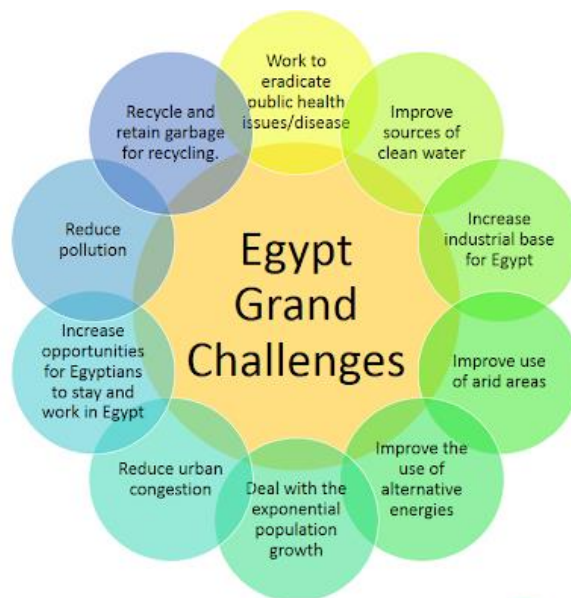 Egypt
Grand
Challenges
Work to
eradicate
public health
issues/disease
Improve
sources of
clean water
Increase
industrial base
for Egypt
Improve use
of arid areas
Improve the
use of
alternative
energies
Deal with the
exponential
population
growth
Reduce urban
congestion
Increase
opportunities
for Egyptians
to stay and
work in Egypt
Reduce
pollution
Recycle and
retain garbage
for recycling.